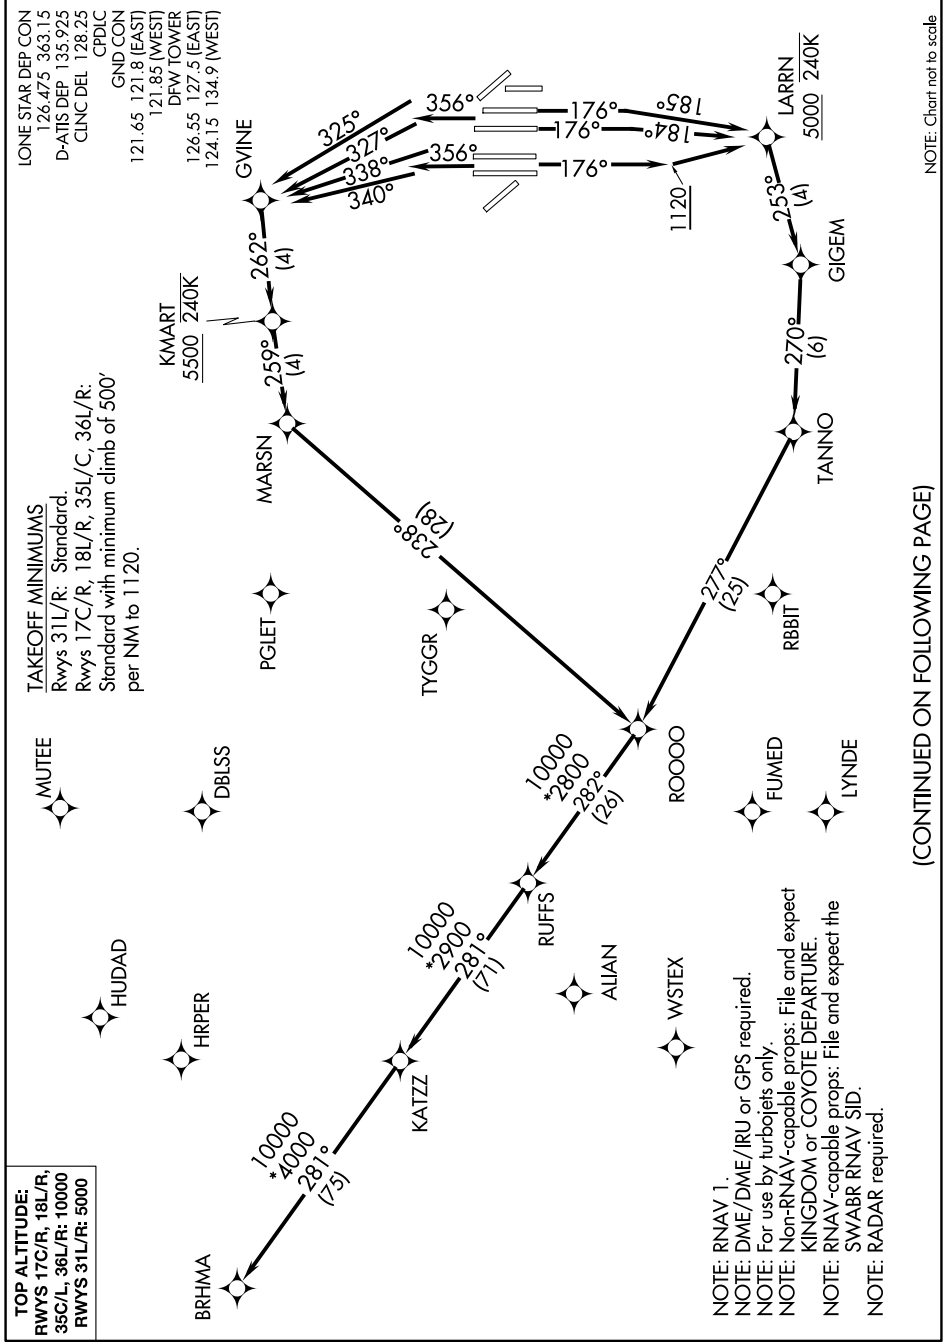 TOP ALTITUDE:
RWYS 17C/R, 18L/R,
35C/L, 36L/R: 10000
RWYS 31L/R: 5000
TAKEOFF MINIMUMS
Rwys 31L/R: Standard.
Rwys 17C/R, 18L/R, 35L/C, 36L/R:
Standard with minimum climb of 500'
per NM to 1120.
LONE STAR DEP CON
126.475 363.15
D-ATIS DEP 135.925
CLNC DEL 128.25
CPDLC
GND CON
121.65 121.8 (EAST)
121.85 (WEST)
DFW TOWER
126.55 127.5 (EAST)
124.15 134.9 (WEST)
MUTEE
HUDAD
HRPER
DBLSS
PGLET
TYGGR
GVINE
262°
(4)
KMART
5500 240K
259°
(4)
MARSN
238°
(28)
325°
327°
338°
340°
356°
356°
176°
176°
176°
185°
184°
1120
LARRN
5000 240K
253°
(4)
GIGEM
270°
(6)
TANNO
277°
(25)
RBBIT
ROOOO
10000
*2800
282°
(26)
RUFFS
10000
*2900
281°
(71)
KATZZ
10000
*4000
281°
(75)
BRHMA
ALIAN
WSTEX
FUMED
LYNDE
NOTE: RNAV 1.
NOTE: DME/DME/IRU or GPS required.
NOTE: For use by turbojets only.
NOTE: Non-RNAV-capable props: File and expect
KINGDOM or COYOTE DEPARTURE.
NOTE: RNAV-capable props: File and expect the
SWABR RNAV SID.
NOTE: RADAR required.
(CONTINUED ON FOLLOWING PAGE)
NOTE: Chart not to scale